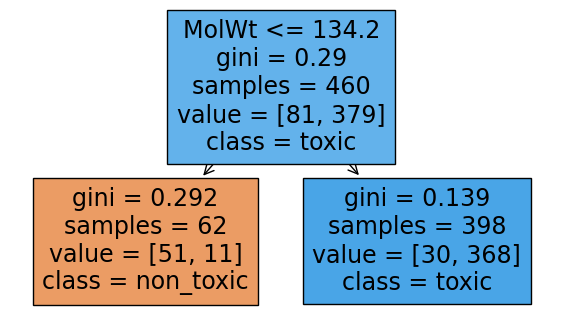 MolWt <= 134.2
gini = 0.29
samples = 460
value = [81, 379]
class = toxic
gini = 0.292
samples = 62
value = [51, 11]
class = non_toxic
gini = 0.139
samples = 398
value = [30, 368]
class = toxic